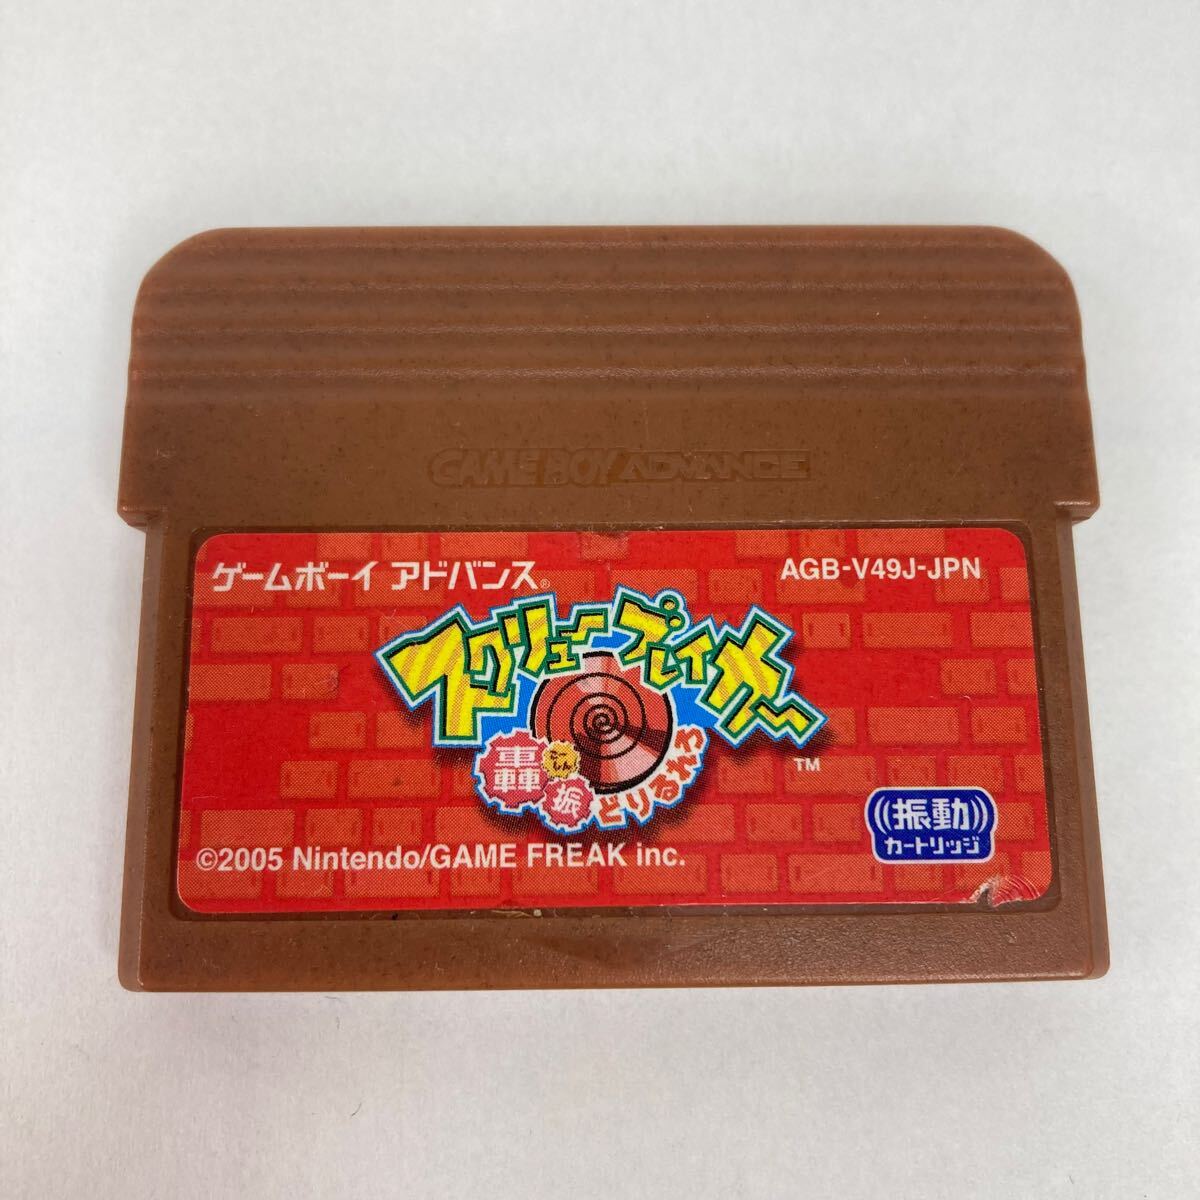 GAME BOY ADVANCE
ゲームボーイ アドバンス®
AGB-V49J-JPN
スクリューブレイカー
轟 ごーしん 振 どりるれろ
TM
振動
カートリッジ
©2005 Nintendo/GAME FREAK inc.